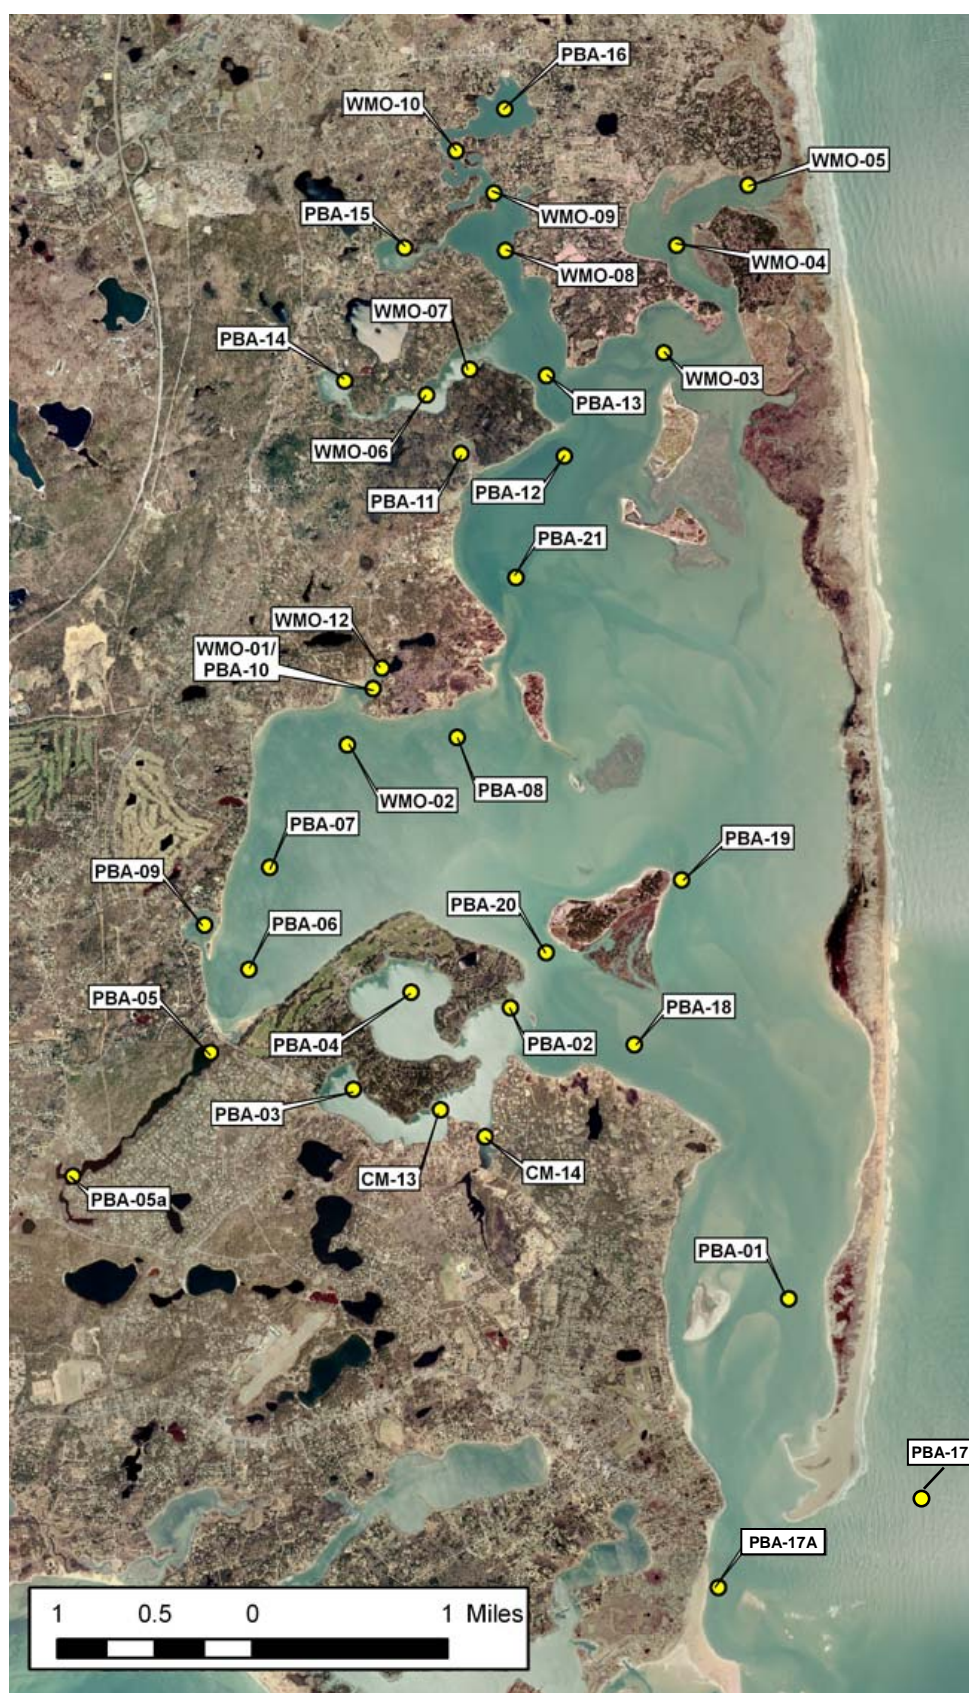 PBA-16
WMO-10
WMO-05
WMO-09
PBA-15
WMO-04
WMO-08
WMO-07
PBA-14
WMO-03
PBA-13
WMO-06
PBA-12
PBA-11
PBA-21
WMO-12
WMO-01/
PBA-10
PBA-08
WMO-02
PBA-07
PBA-19
PBA-09
PBA-20
PBA-06
PBA-05
PBA-18
PBA-04
PBA-02
PBA-03
CM-14
CM-13
PBA-05a
PBA-01
PBA-17
PBA-17A
1 0.5 0 1 Miles